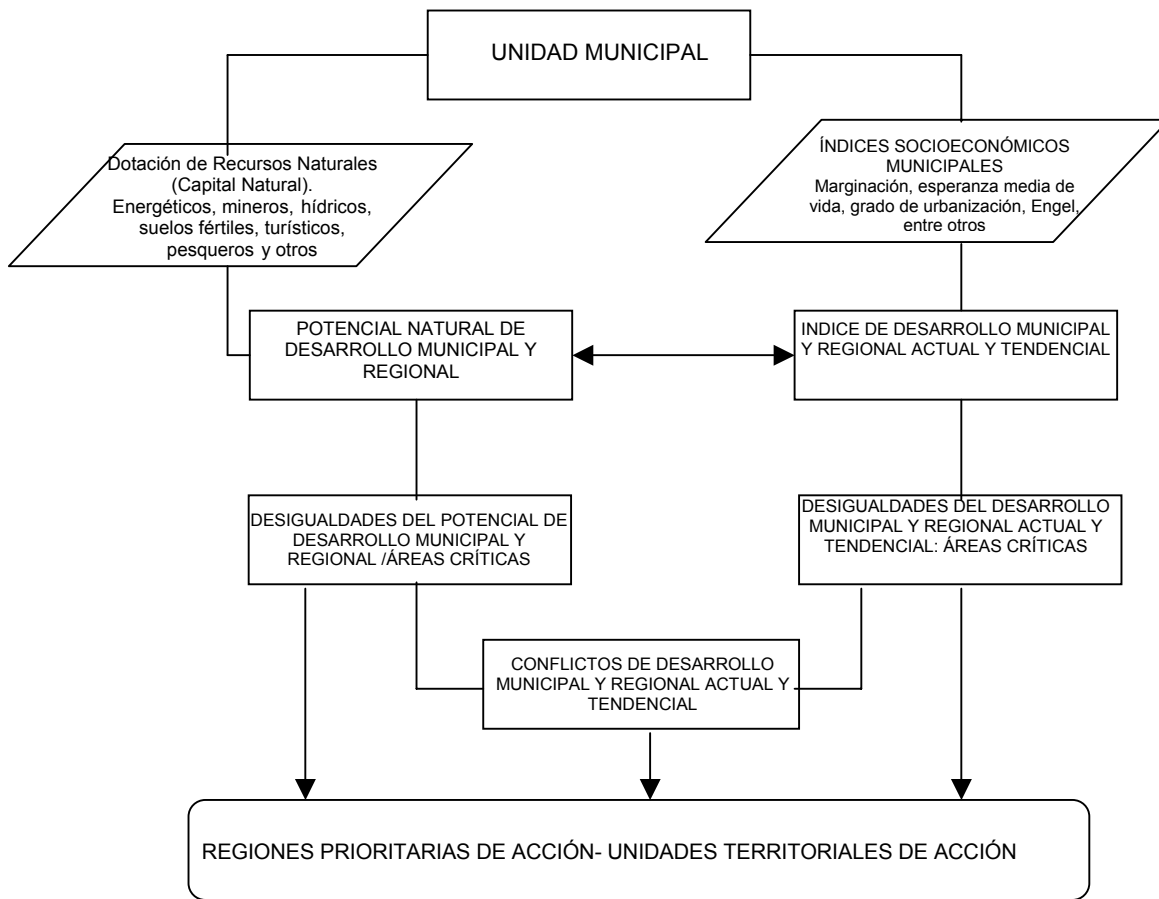 UNIDAD MUNICIPAL
Dotación de Recursos Naturales
(Capital Natural).
Energéticos, mineros, hídricos,
suelos fértiles, turísticos,
pesqueros y otros
ÍNDICES SOCIOECONÓMICOS
MUNICIPALES
Marginación, esperanza media de
vida, grado de urbanización, Engel,
entre otros
POTENCIAL NATURAL DE
DESARROLLO MUNICIPAL Y
REGIONAL
INDICE DE DESARROLLO MUNICIPAL
Y REGIONAL ACTUAL Y TENDENCIAL
DESIGUALDADES DEL POTENCIAL DE
DESARROLLO MUNICIPAL Y
REGIONAL /ÁREAS CRÍTICAS
DESIGUALDADES DEL DESARROLLO
MUNICIPAL Y REGIONAL ACTUAL Y
TENDENCIAL: ÁREAS CRÍTICAS
CONFLICTOS DE DESARROLLO
MUNICIPAL Y REGIONAL ACTUAL Y
TENDENCIAL
REGIONES PRIORITARIAS DE ACCIÓN- UNIDADES TERRITORIALES DE ACCIÓN